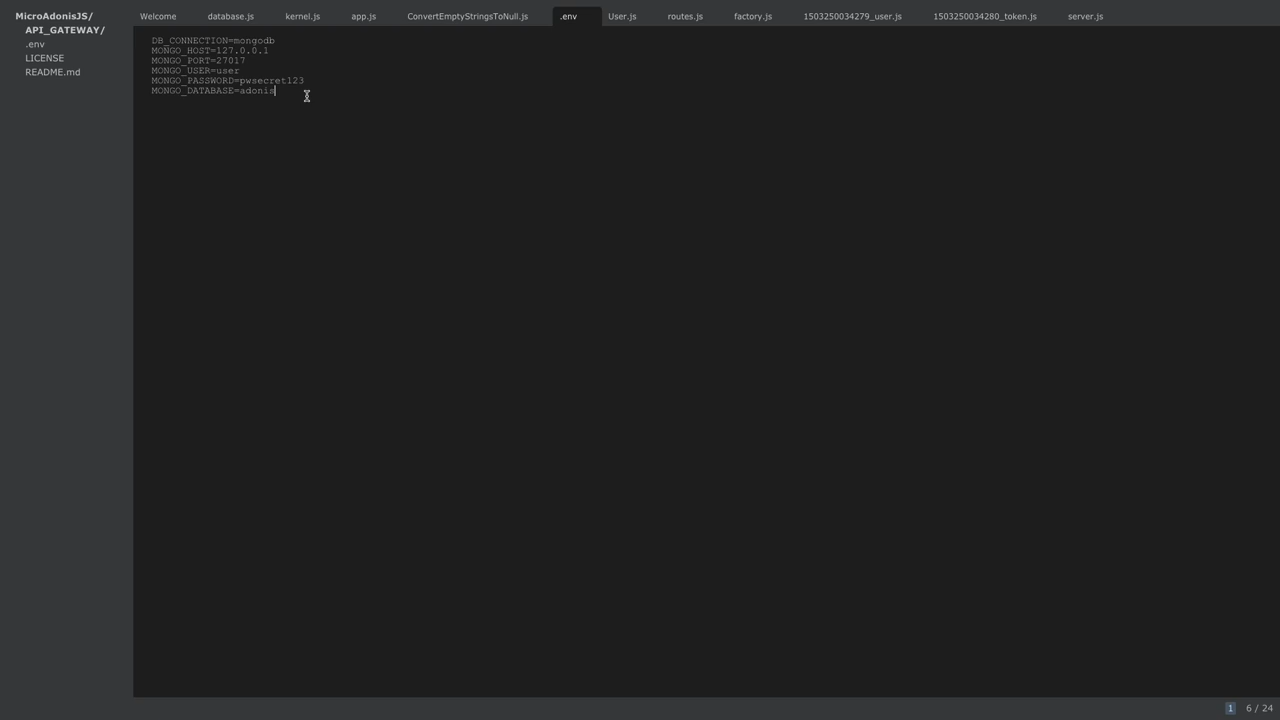 MicroAdonisJS/
API_GATEWAY/
.env
LICENSE
README.md
Welcome database.js kernel.js app.js ConvertEmptyStringsToNull.js .env User.js routes.js factory.js 1503250034279_user.js 1503250034280_token.js server.js
DB_CONNECTION=mongodb
MONGO_HOST=127.0.0.1
MONGO_PORT=27017
MONGO_USER=user
MONGO_PASSWORD=pwsecret123
MONGO_DATABASE=adonis
1 6 / 24